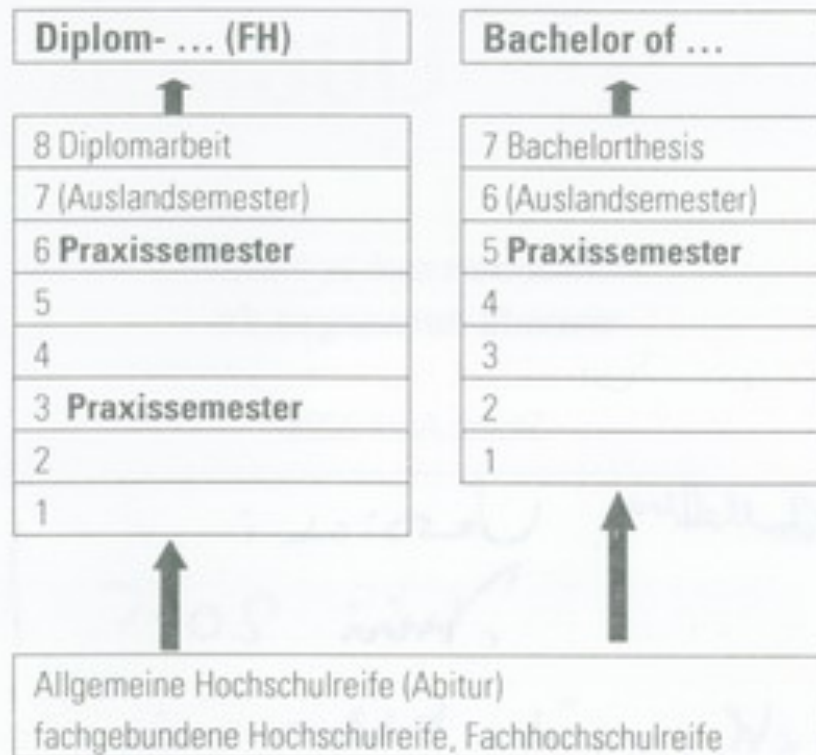 Diplom- … (FH)
8 Diplomarbeit
7 (Auslandsemester)
6 Praxissemester
5
4
3 Praxissemester
2
1
Bachelor of …
7 Bachelorthesis
6 (Auslandsemester)
5 Praxissemester
4
3
2
1
Allgemeine Hochschulreife (Abitur)
fachgebundene Hochschulreife, Fachhochschulreife